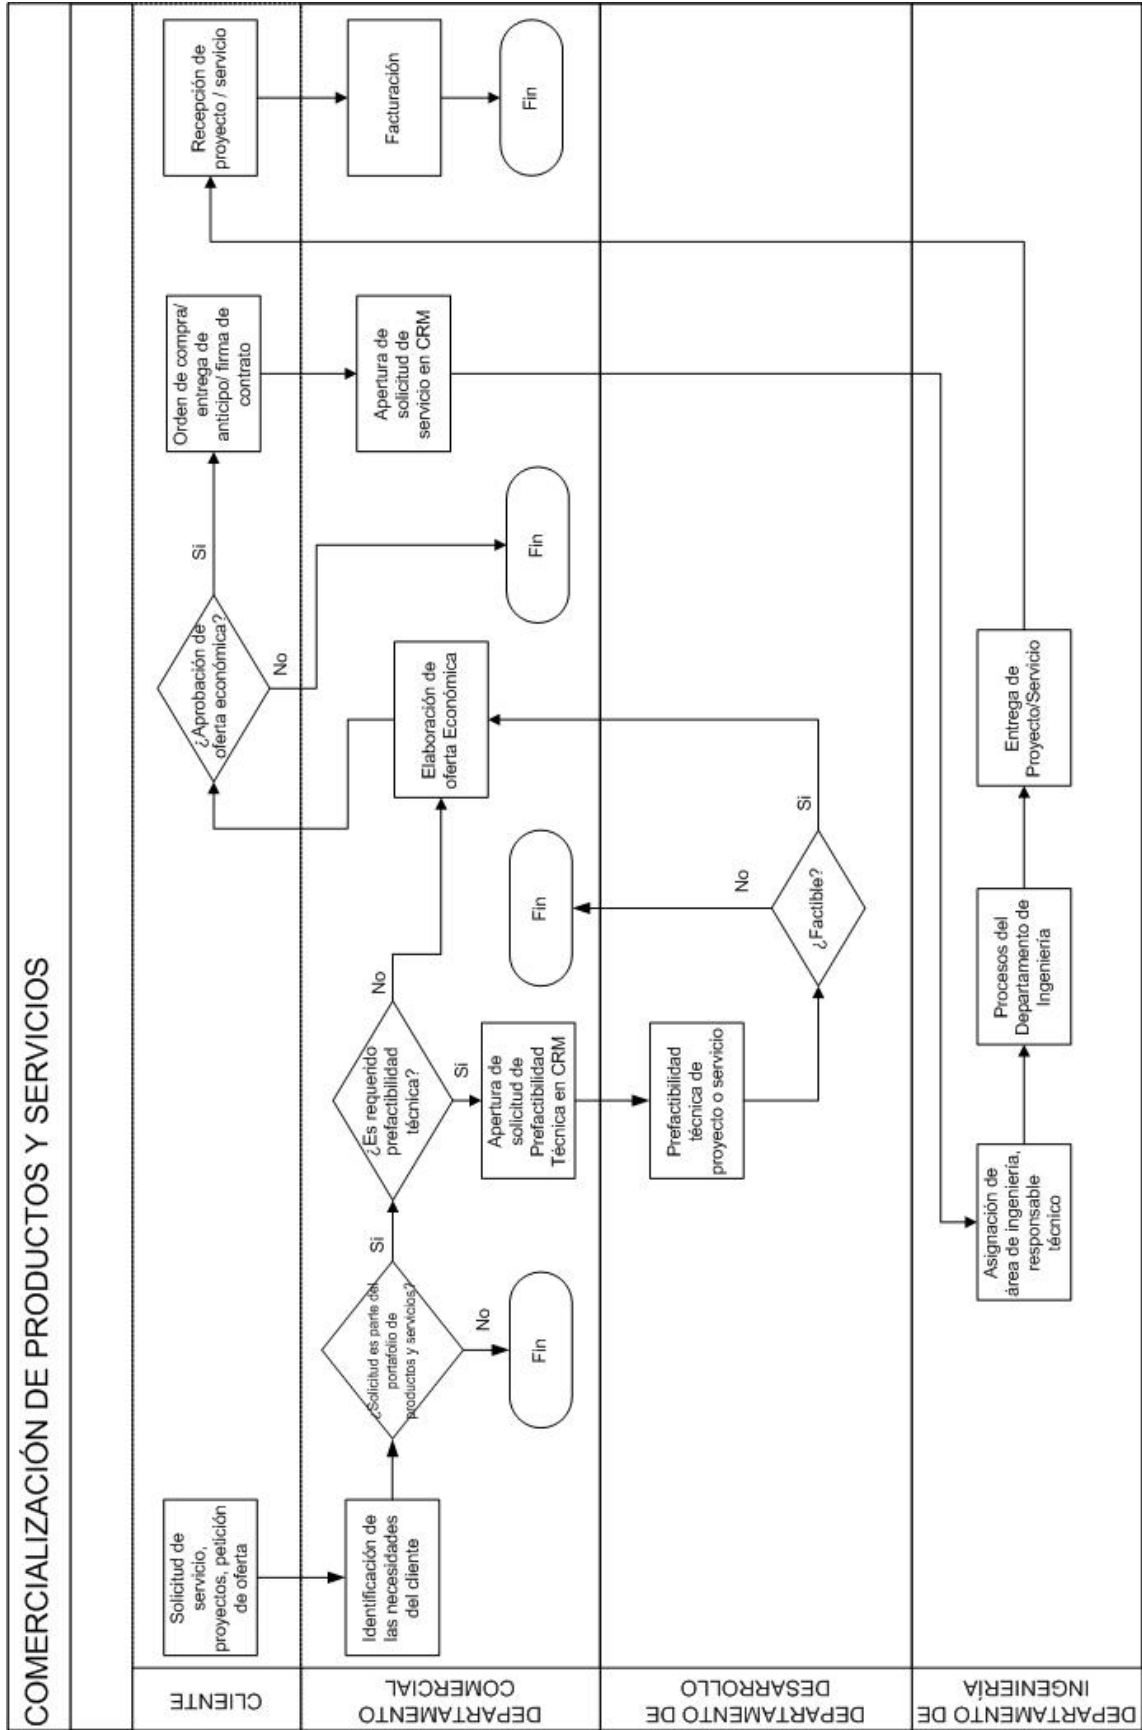 COMERCIALIZACIÓN DE PRODUCTOS Y SERVICIOS
CLIENTE
Solicitud de
servicio,
proyectos, petición
de oferta
¿Aprobación de
oferta económica?
Si
No
Orden de compra/
entrega de
anticipo/ firma de
contrato
Recepción de
proyecto / servicio
DEPARTAMENTO
COMERCIAL
Identificación de
las necesidades
del cliente
¿Solicitud es parte del
portafolio de
productos y servicios?
Si
No
Fin
¿Es requerido
prefactibilidad
técnica?
No
Si
Apertura de
solicitud de
Prefactibilidad
Técnica en CRM
Fin
Elaboración de
oferta Económica
Fin
Apertura de
solicitud de
servicio en CRM
Facturación
Fin
DEPARTAMENTO DE
DESARROLLO
Prefactibilidad
técnica de
proyecto o servicio
¿Factible?
No
Si
DEPARTAMENTO DE
INGENIERÍA
Asignación de
área de ingeniería,
responsable
técnico
Procesos del
Departamento de
Ingeniería
Entrega de
Proyecto/Servicio